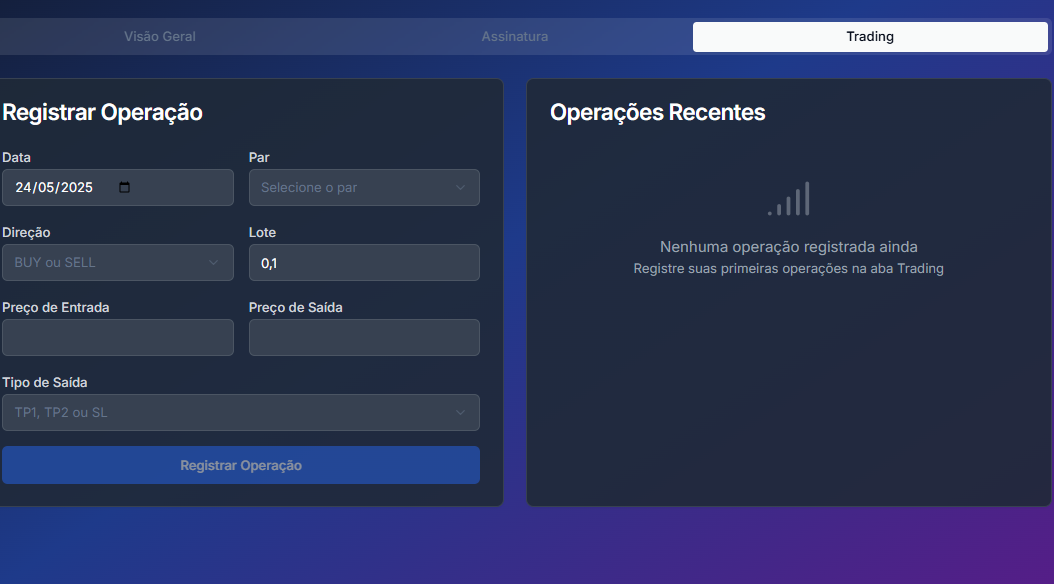 Visão Geral
Assinatura
Trading
Registrar Operação
Data
Par
24/05/2025
Selecione o par
Direção
Lote
BUY ou SELL
0,1
Preço de Entrada
Preço de Saída
Tipo de Saída
TP1, TP2 ou SL
Registrar Operação
Operações Recentes
Nenhuma operação registrada ainda
Registre suas primeiras operações na aba Trading